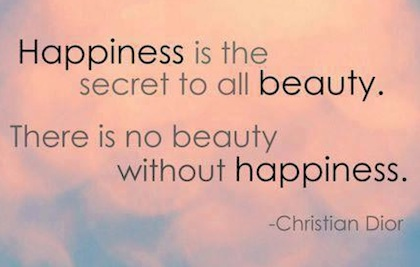 Happiness is the
secret to all beauty.
There is no beauty
without happiness.
-Christian Dior